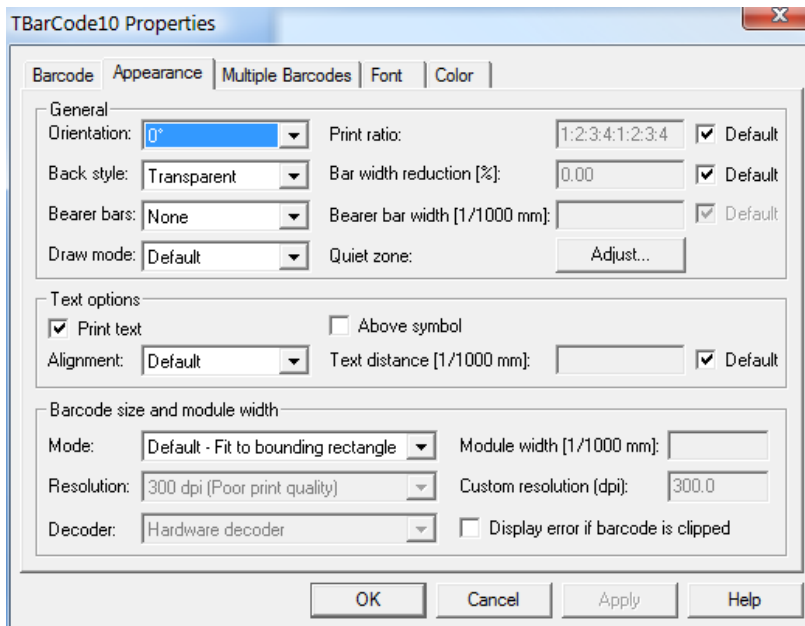 TBarCode10 Properties
Barcode Appearance Multiple Barcodes Font Color
General
Orientation: 0° Print ratio: 1:2:3:4:1:2:3:4 Default
Back style: Transparent Bar width reduction [%]: 0.00 Default
Bearer bars: None Bearer bar width [1/1000 mm]: Default
Draw mode: Default Quiet zone: Adjust...
Text options
Print text Above symbol
Alignment: Default Text distance [1/1000 mm]: Default
Barcode size and module width
Mode: Default - Fit to bounding rectangle Module width [1/1000 mm]:
Resolution: 300 dpi (Poor print quality) Custom resolution (dpi): 300.0
Decoder: Hardware decoder Display error if barcode is clipped
OK Cancel Apply Help